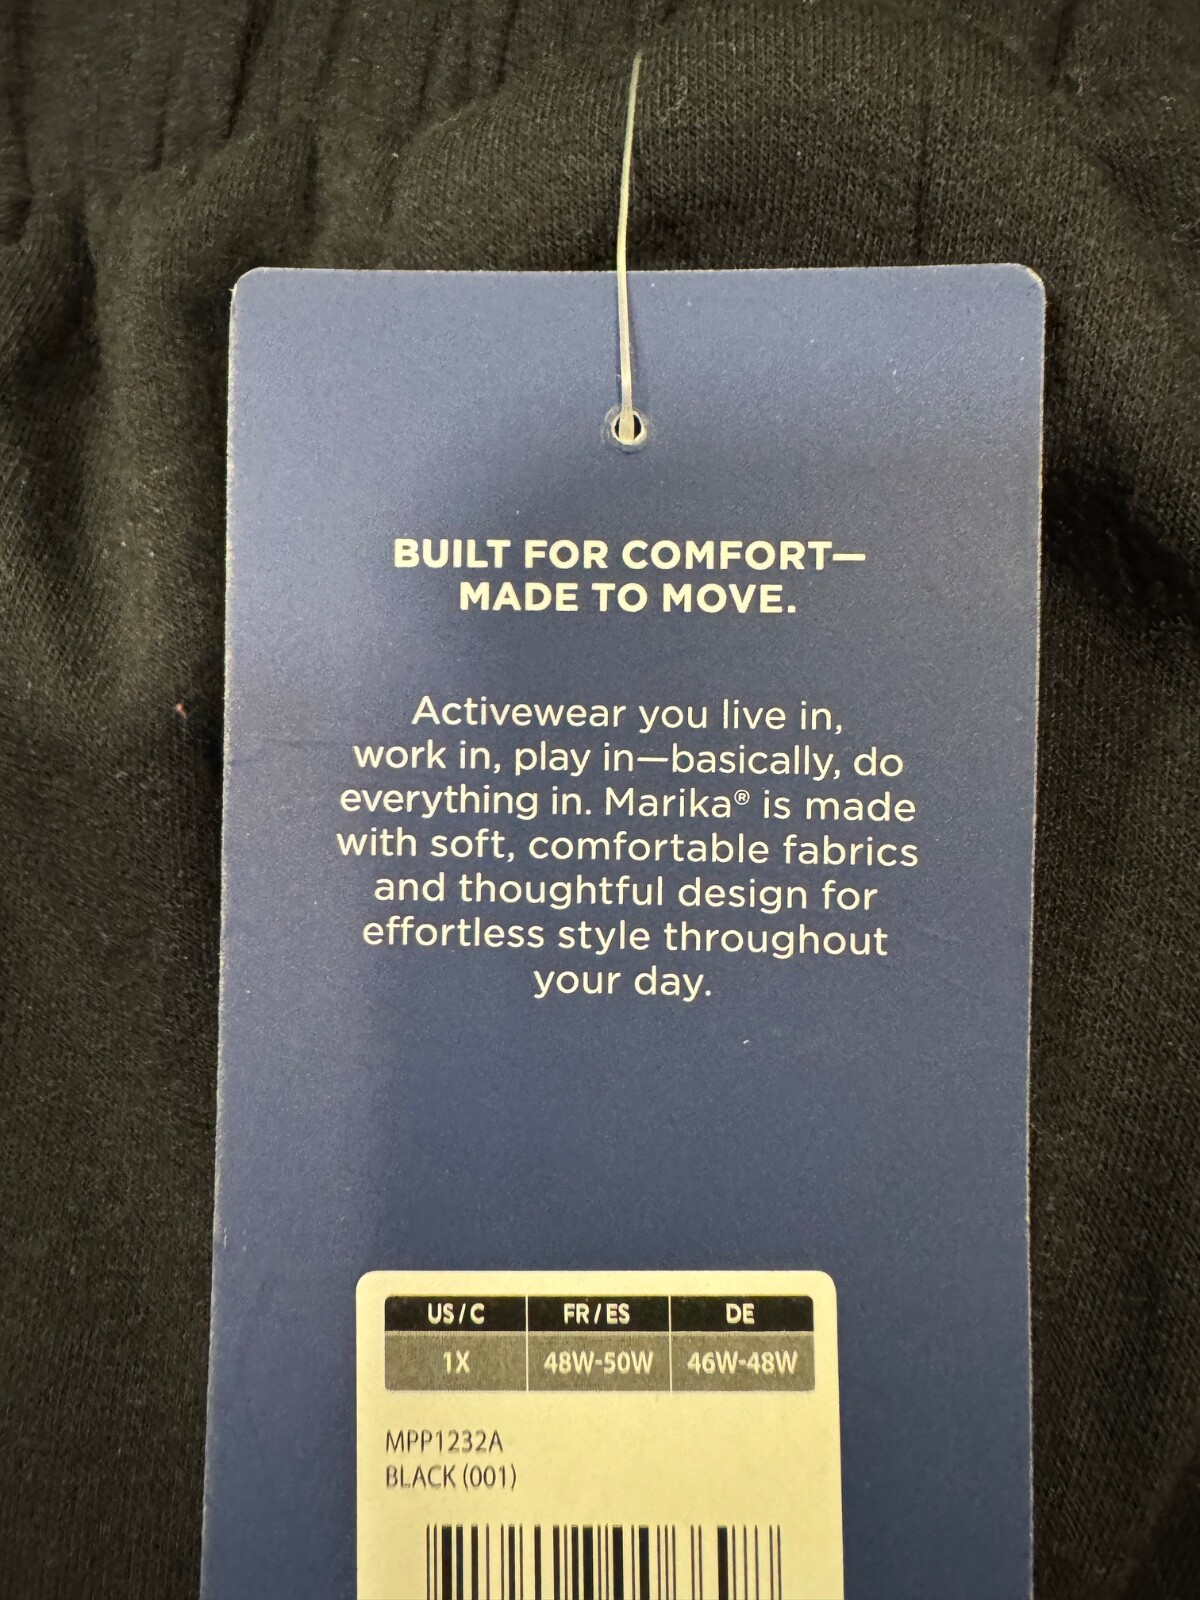 BUILT FOR COMFORT—
MADE TO MOVE.
Activewear you live in,
work in, play in—basically, do
everything in. Marika® is made
with soft, comfortable fabrics
and thoughtful design for
effortless style throughout
your day.
US / C FR / ES DE
1X 48W-50W 46W-48W
MPP1232A
BLACK (001)